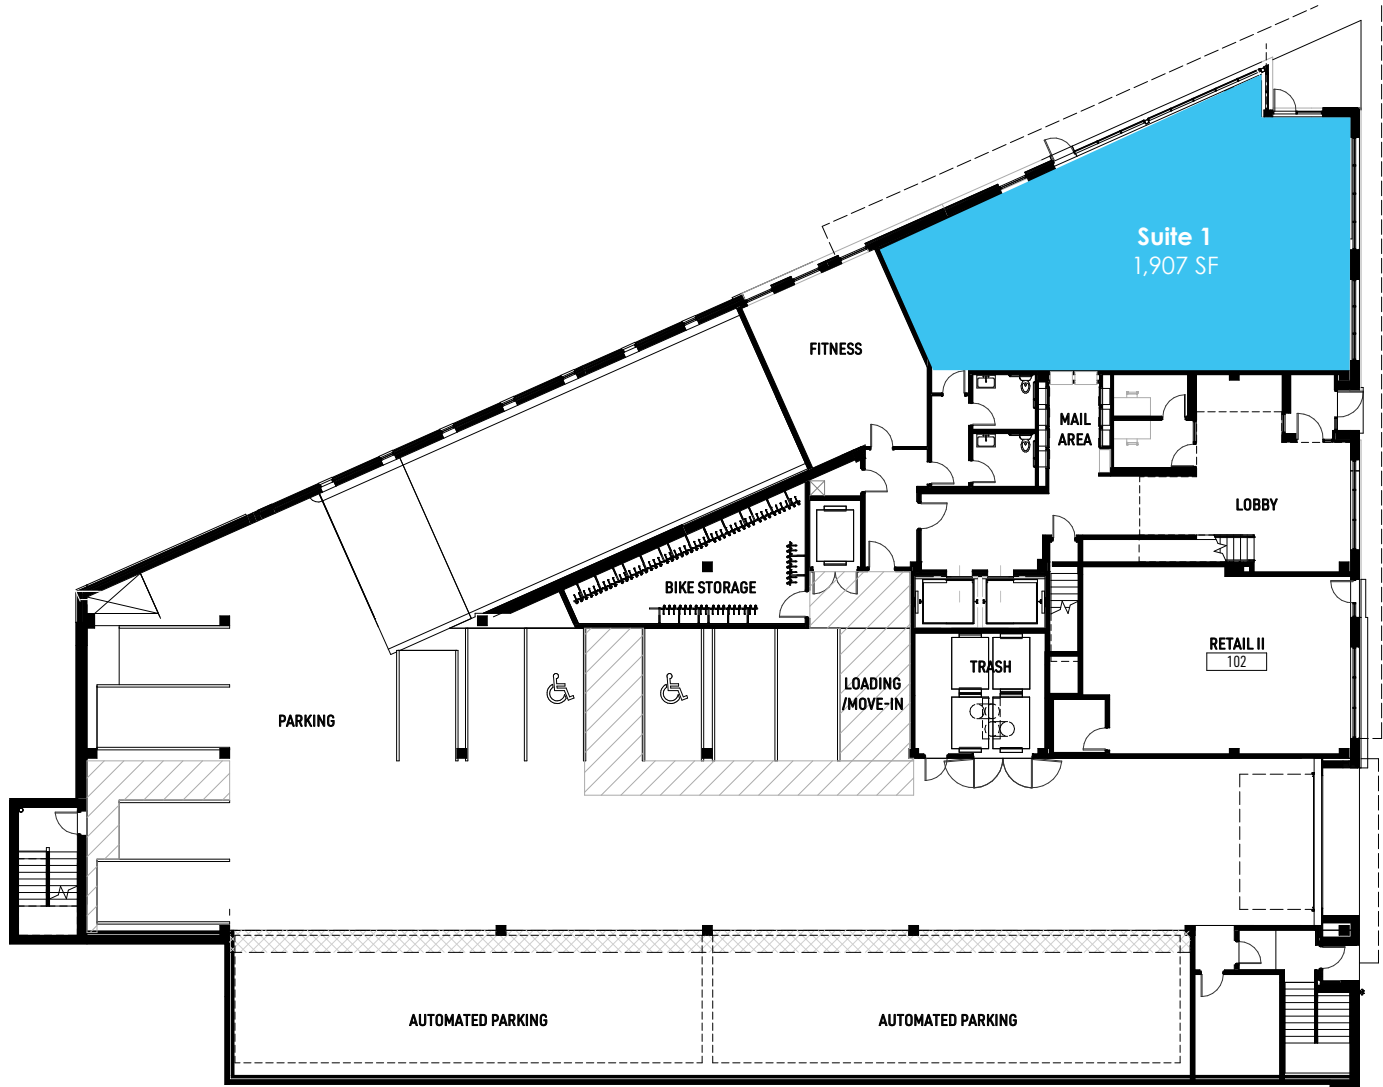 Suite 1
1,907 SF
FITNESS
MAIL
AREA
LOBBY
BIKE STORAGE
RETAIL II
102
TRASH
LOADING
/MOVE-IN
PARKING
AUTOMATED PARKING
AUTOMATED PARKING